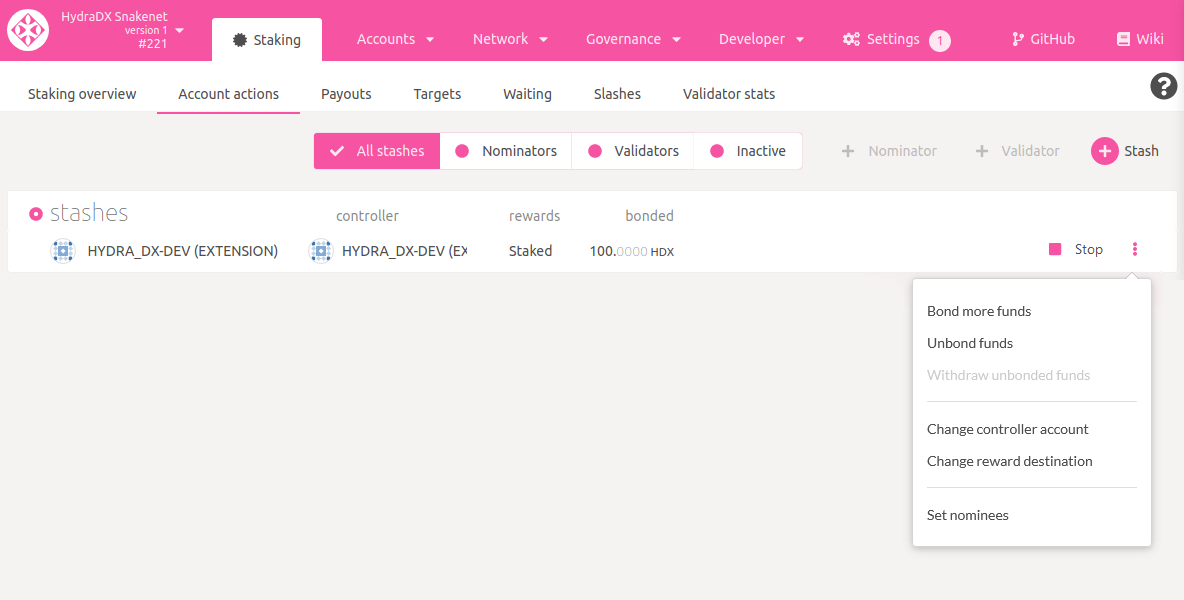 HydraDX Snakenet
version 1
#221
Staking
Accounts
Network
Governance
Developer
Settings
1
GitHub
Wiki
Staking overview
Account actions
Payouts
Targets
Waiting
Slashes
Validator stats
?
All stashes
Nominators
Validators
Inactive
+ Nominator
+ Validator
+ Stash
stashes
controller
rewards
bonded
HYDRA_DX-DEV (EXTENSION)
HYDRA_DX-DEV (EX
Staked
100.0000 HDX
Stop
Bond more funds
Unbond funds
Withdraw unbonded funds
Change controller account
Change reward destination
Set nominees